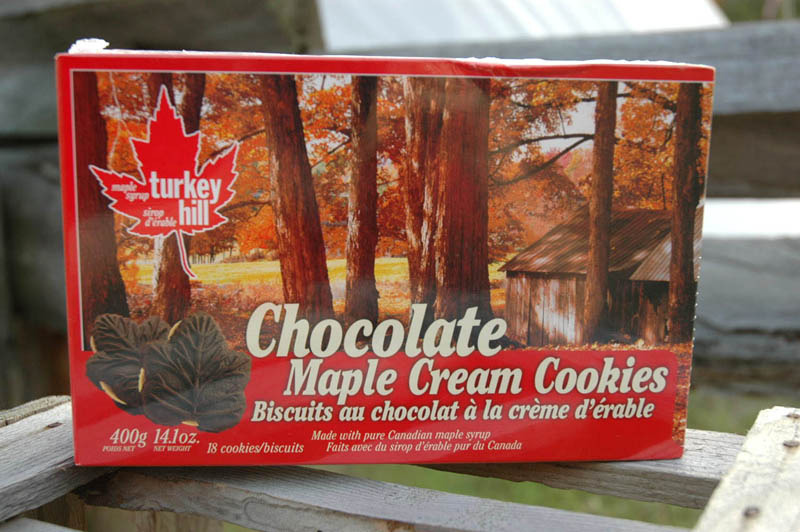 maple
syrup
turkey
hill
sirop
d'érable
Chocolate
Maple Cream Cookies
Biscuits au chocolat à la crème d'érable
400g 14.1oz.
POIDS NET NET WEIGHT
18 cookies/biscuits
Made with pure Canadian maple syrup
Faits avec du sirop d'érable pur du Canada